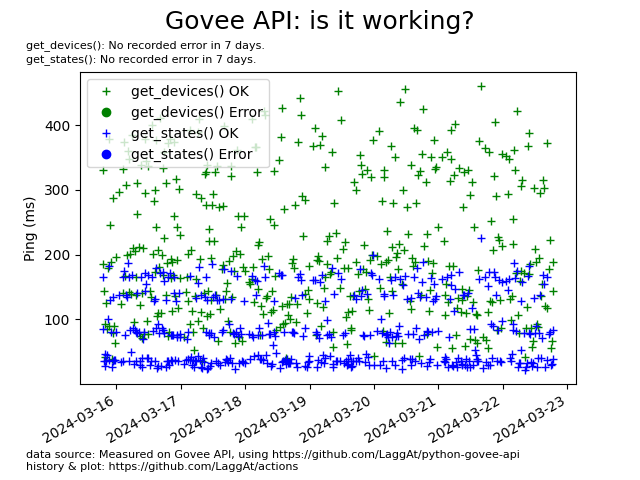 Govee API: is it working?
get_devices(): No recorded error in 7 days.
get_states(): No recorded error in 7 days.
get_devices() OK
get_devices() Error
get_states() OK
get_states() Error
Ping (ms)
400
300
200
100
2024-03-16
2024-03-17
2024-03-18
2024-03-19
2024-03-20
2024-03-21
2024-03-22
2024-03-23
data source: Measured on Govee API, using https://github.com/LaggAt/python-govee-api
history & plot: https://github.com/LaggAt/actions